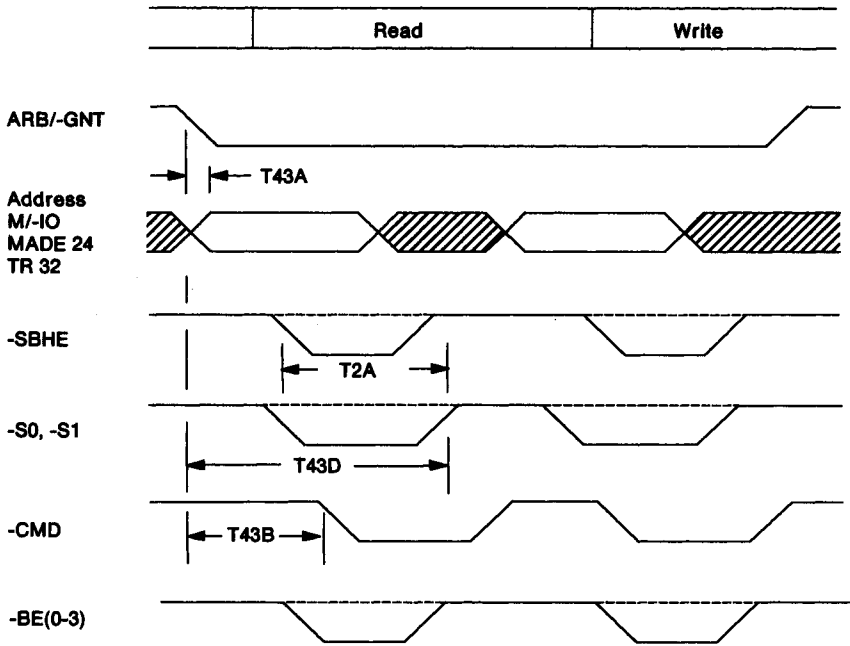 Read Write
ARB/-GNT
T43A
Address
M/-IO
MADE 24
TR 32
-SBHE
T2A
-S0, -S1
T43D
-CMD
T43B
-BE(0-3)